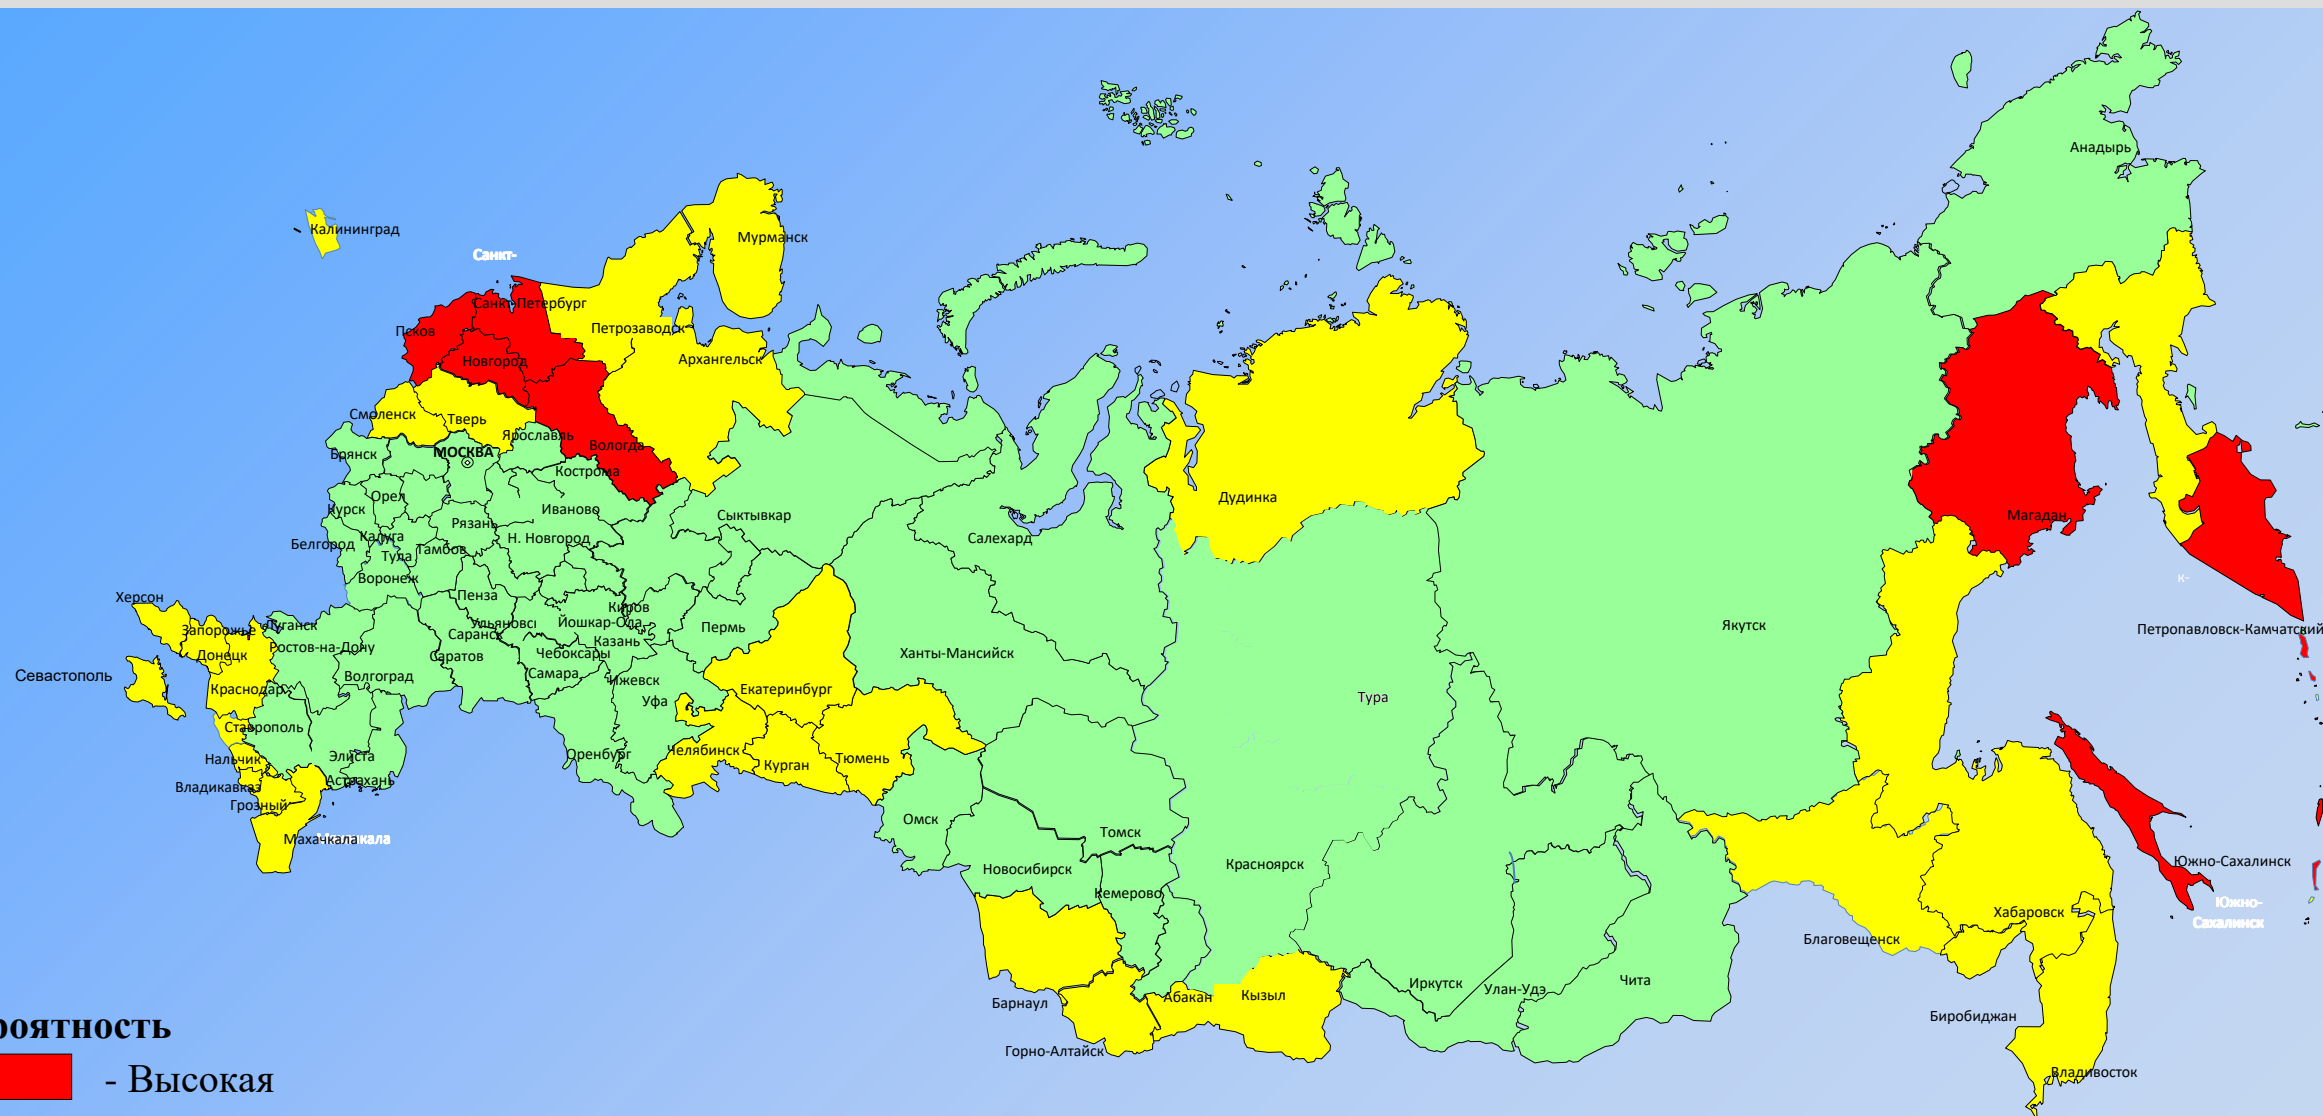 Анадырь
Калининград
Мурманск
Санкт-
Санкт-Петербург
Псков
Петрозаводск
Новгород
Архангельск
Смоленск
Тверь
Ярославль
Вологда
МОСКВА
Брянск
Кострома
Орел
Дудинка
Курск
Иваново
Рязань
Сыктывкар
Магадан
Калуга
Н. Новгород
Салехард
Белгород
Тамбов
Тула
Воронеж
к-
Херсон
Пенза
Киров
Запорожье
Луганск
Ульяновск
Йошкар-Ола
Пермь
Якутск
Петропавловск-Камчатский
Саранск
Казань
Донецк
Ростов-на-Дону
Саратов
Чебоксары
Ханты-Мансийск
Севастополь
Волгоград
Самара
Ижевск
Краснодар
Екатеринбург
Уфа
Тура
Ставрополь
Нальчик
Элиста
Оренбург
Челябинск
Курган
Тюмень
Владикавказ
Астрахань
Грозный
Омск
Томск
Махачкала
Новосибирск
Красноярск
Южно-Сахалинск
Кемерово
Южно-
Сахалинск
Хабаровск
Благовещенск
Барнаул
Абакан
Кызыл
Иркутск
Улан-Удэ
Чита
Биробиджан
роятность
Горно-Алтайск
- Высокая
Владивосток